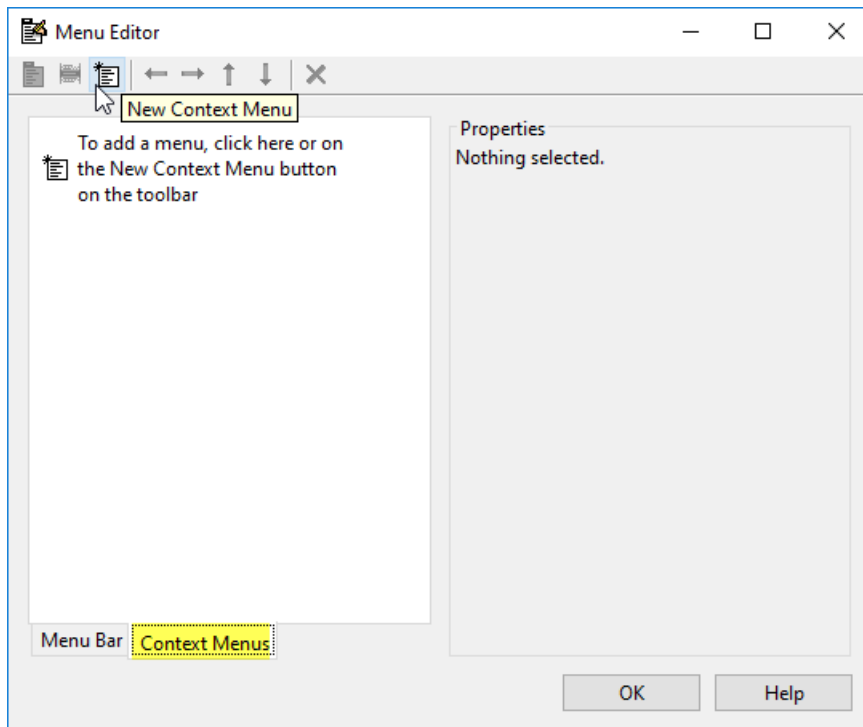 Menu Editor
New Context Menu
To add a menu, click here or on
the New Context Menu button
on the toolbar
Properties
Nothing selected.
Menu Bar
Context Menus
OK
Help